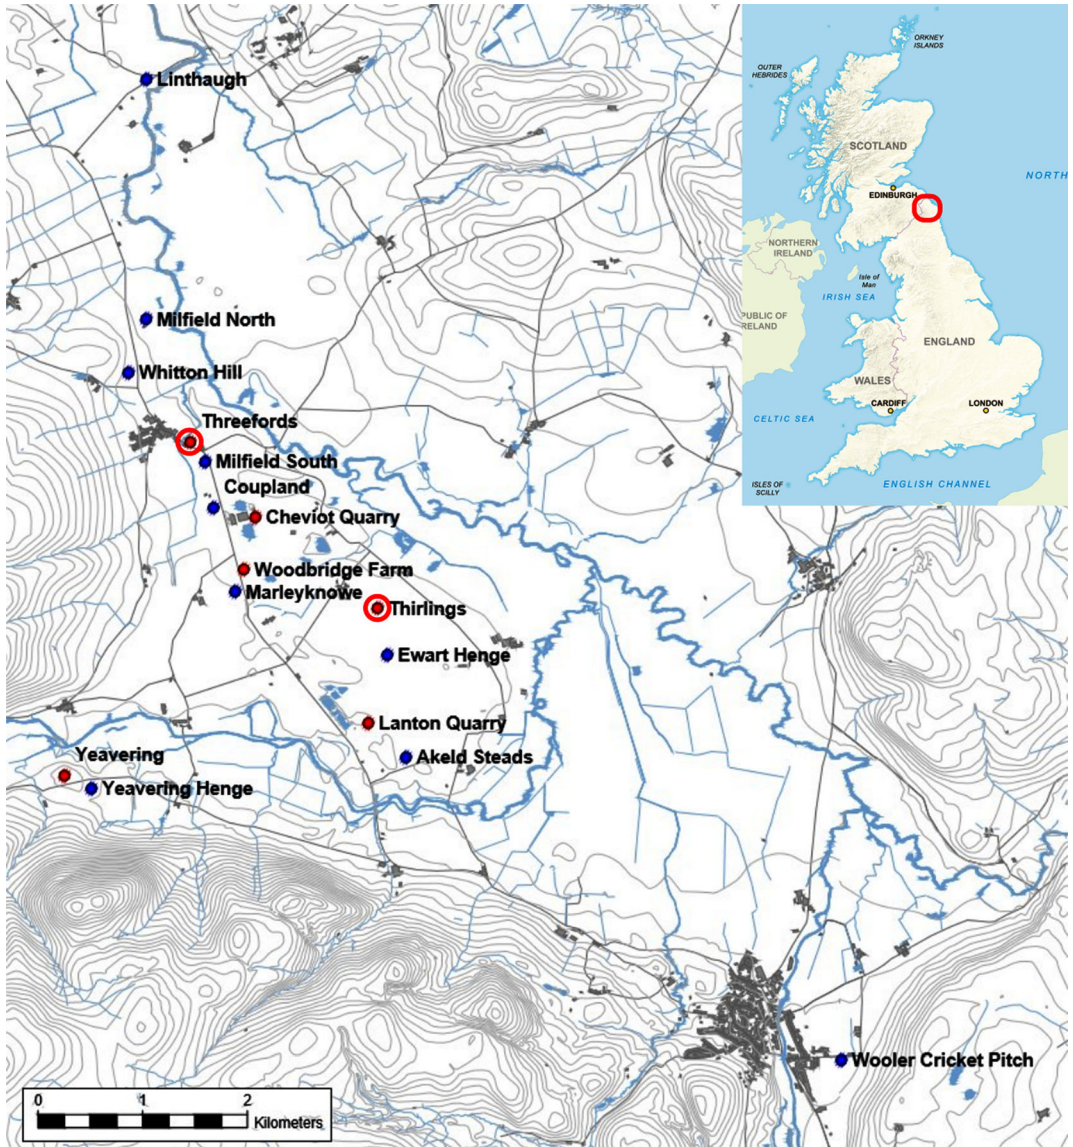 Linthaugh
Milfield North
Whitton Hill
Threefords
Milfield South
Coupland
Cheviot Quarry
Woodbridge Farm
Marleyknowe
Thirlings
Ewart Henge
Lanton Quarry
Akeld Steads
Yeavering
Yeavering Henge
Wooler Cricket Pitch
0 1 2
Kilometers
ORKNEY
ISLANDS
OUTER
HEBRIDES
SCOTLAND
NORTH
EDINBURGH
NORTHERN
IRELAND
Isle of
Man
IRISH SEA
PUBLIC OF
RELAND
ENGLAND
WALES
CARDIFF
LONDON
CELTIC SEA
ISLES OF
SCILLY
ENGLISH CHANNEL